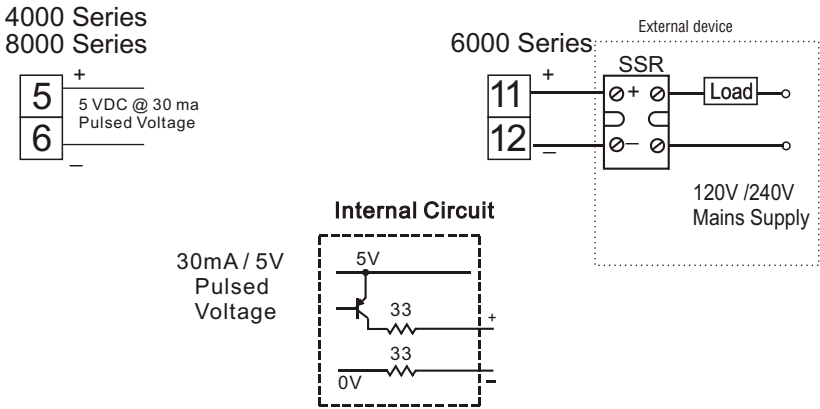 4000 Series
8000 Series
5
+
5 VDC @ 30 ma
Pulsed Voltage
6
–
6000 Series
External device
SSR
11
+
+
Load
12
–
–
120V /240V
Mains Supply
Internal Circuit
30mA / 5V
Pulsed
Voltage
5V
33
+
33
0V
–